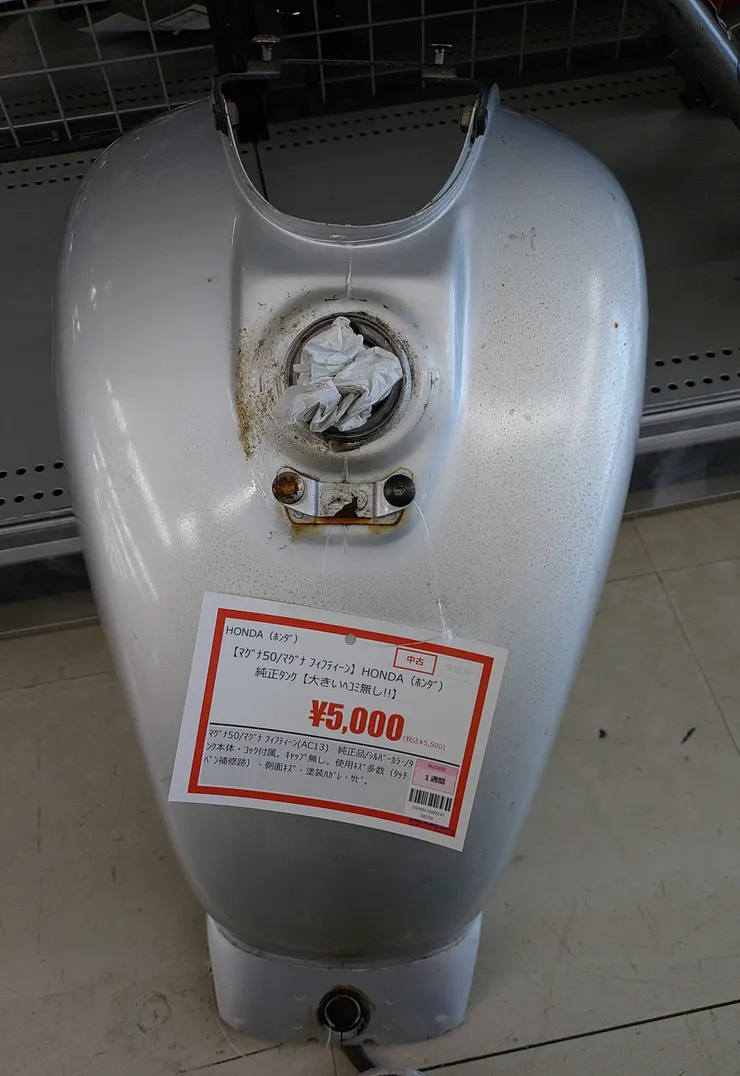 HONDA (ﾎﾝﾀﾞ)
中古
【ﾏｸﾞﾅ50/ﾏｸﾞﾅ ﾌｨﾌﾃｨｰﾝ】 HONDA (ﾎﾝﾀﾞ)
純正ﾀﾝｸ【大きいﾍｺﾐ無し!!】
¥5,000
(税込¥5,500)
ﾏｸﾞﾅ50/ﾏｸﾞﾅ ﾌｨﾌﾃｨｰﾝ(AC13) 純正品/ｼﾙﾊﾞｰｶﾗｰ/ﾀ
ﾝｸ本体・ｺｯｸ付属。ｷｬｯﾌﾟ無し。使用ｷｽﾞ多数（ﾀｯﾁ
ﾍﾟﾝ補修跡）・側面ｷｽﾞ・塗装ﾊｶﾞﾚ、ｻﾋﾞ。
1週間